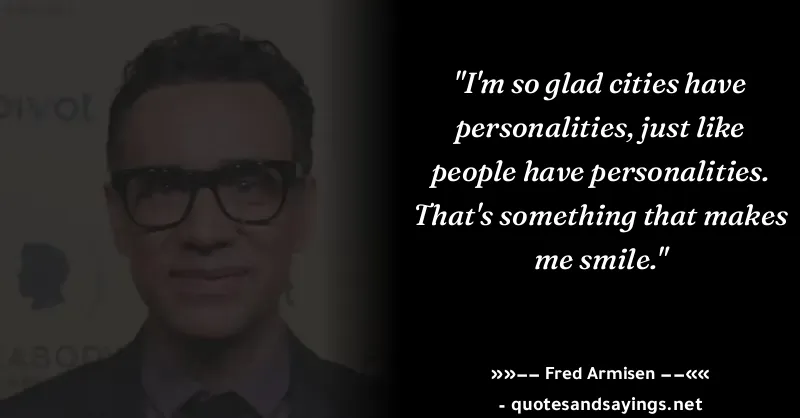 pivot
"I'm so glad cities have
personalities, just like
people have personalities.
That's something that makes
me smile."
»»−− Fred Armisen −−««
- quotesandsayings.net